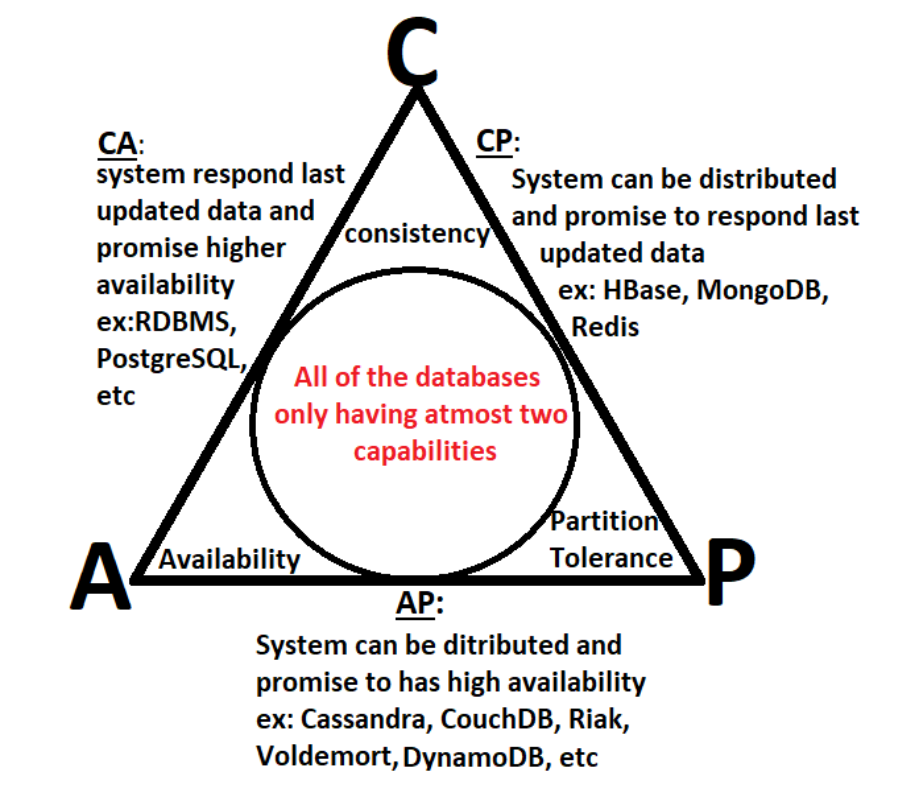 C
CA:
system respond last
updated data and
promise higher
availability
ex:RDBMS,
PostgreSQL,
etc
CP:
System can be distributed
and promise to respond last
updated data
ex: HBase, MongoDB,
Redis
consistency
All of the databases
only having atmost two
capabilities
A
Availability
Partition
Tolerance
P
AP:
System can be ditributed and
promise to has high availability
ex: Cassandra, CouchDB, Riak,
Voldemort, DynamoDB, etc